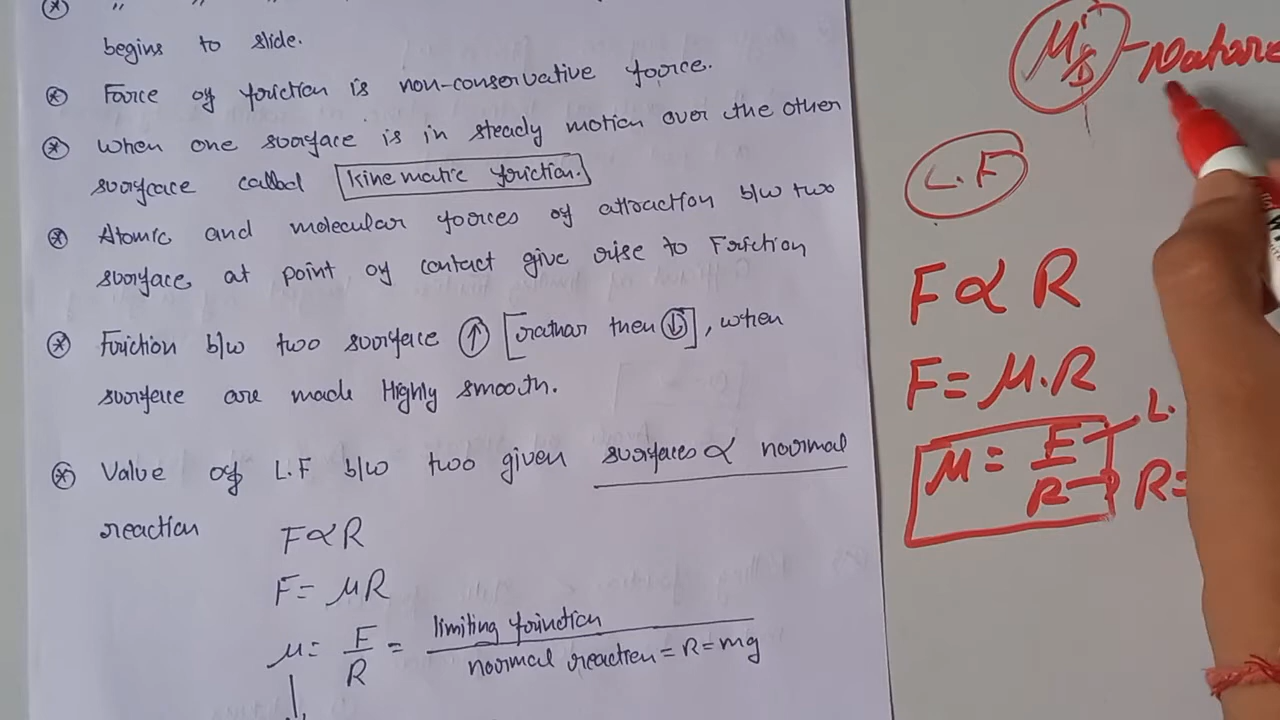 " " " "
begins to slide.
Force of friction is non-conservative force.
When one surface is in steady motion over the other
surface called kinematic friction.
Atomic and molecular forces of attraction b/w two
surface at point of contact give rise to Friction
Friction b/w two surface ↑ [rathar then ↓], when
surface are made Highly smooth.
Value of L.F b/w two given surfaces ∝ normal
reaction
F ∝ R
F = μR
μ = F/R = limiting frinction / normal reaction = R = mg
Nature
L.F
F ∝ R
F = μ.R
μ = F/R
L.
R=